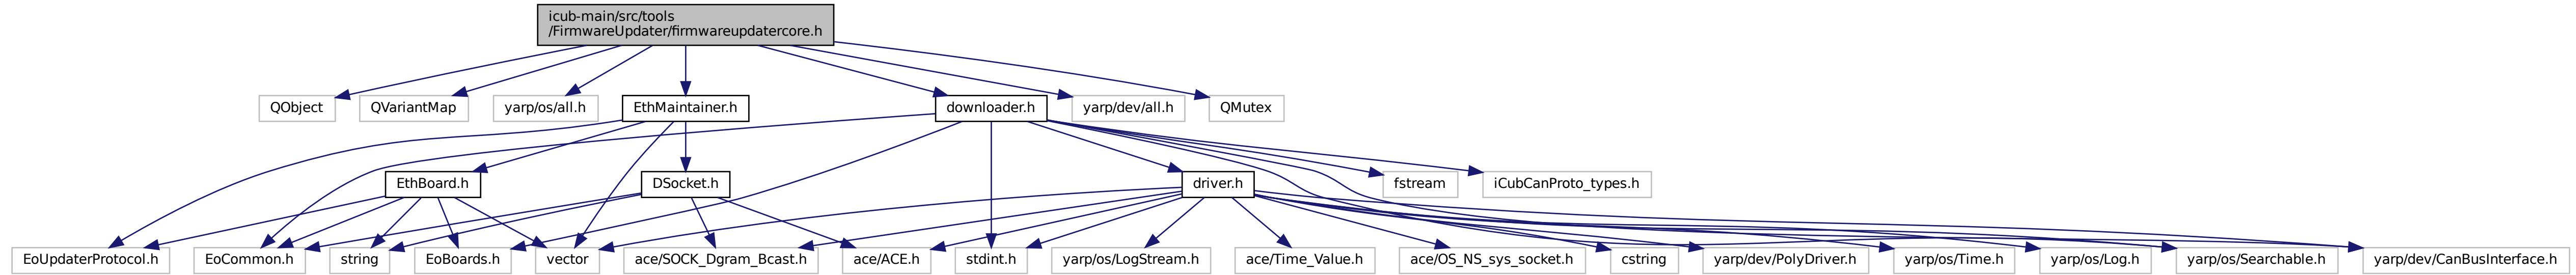 icub-main/src/tools
/FirmwareUpdater/firmwareupdatercore.h
QObject
QVariantMap
yarp/os/all.h
EthMaintainer.h
downloader.h
yarp/dev/all.h
QMutex
EthBoard.h
DSocket.h
driver.h
fstream
iCubCanProto_types.h
EoUpdaterProtocol.h
EoCommon.h
string
EoBoards.h
vector
ace/SOCK_Dgram_Bcast.h
ace/ACE.h
stdint.h
yarp/os/LogStream.h
ace/Time_Value.h
ace/OS_NS_sys_socket.h
cstring
yarp/dev/PolyDriver.h
yarp/os/Time.h
yarp/os/Log.h
yarp/os/Searchable.h
yarp/dev/CanBusInterface.h